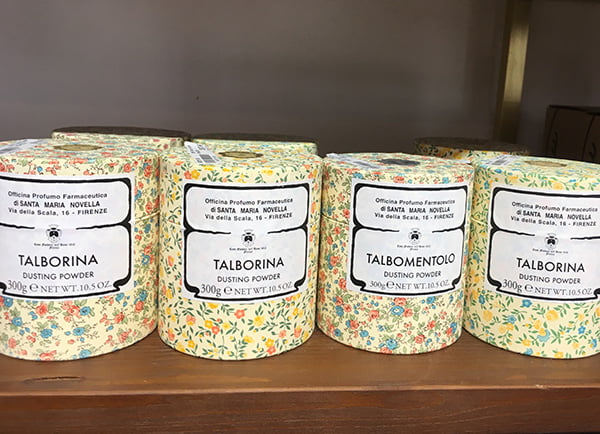 Officina Profumo Farmaceutica
di SANTA MARIA NOVELLA
Via della Scala, 16 - FIRENZE
TALBORINA
DUSTING POWDER
300g e NET WT. 10.5 OZ.
Officina Profumo Farmaceutica
di SANTA MARIA NOVELLA
Via della Scala, 16 - FIRENZE
TALBORINA
DUSTING POWDER
300g e NET WT. 10.5 OZ.
Officina Profumo Farmaceutica
di SANTA MARIA NOVELLA
Via della Scala, 16 - FIRENZE
TALBOMENTOLO
DUSTING POWDER
300g e NET WT. 10.5 OZ.
Officina Profumo Farmaceutica
di SANTA MARIA NOVELLA
Via della Scala, 16 - FIRENZE
TALBORINA
DUSTING POWDER
300g e NET WT. 10.5 OZ.